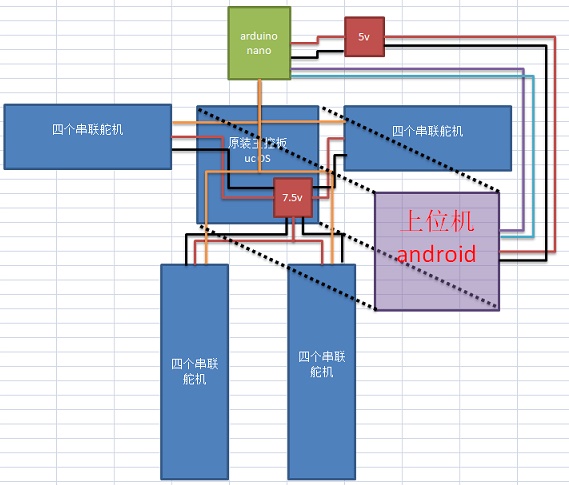 arduino
nano
5v
四个串联舵机
原装主控板
uc OS
四个串联舵机
7.5v
上位机
android
四个串联
舵机
四个串联
舵机